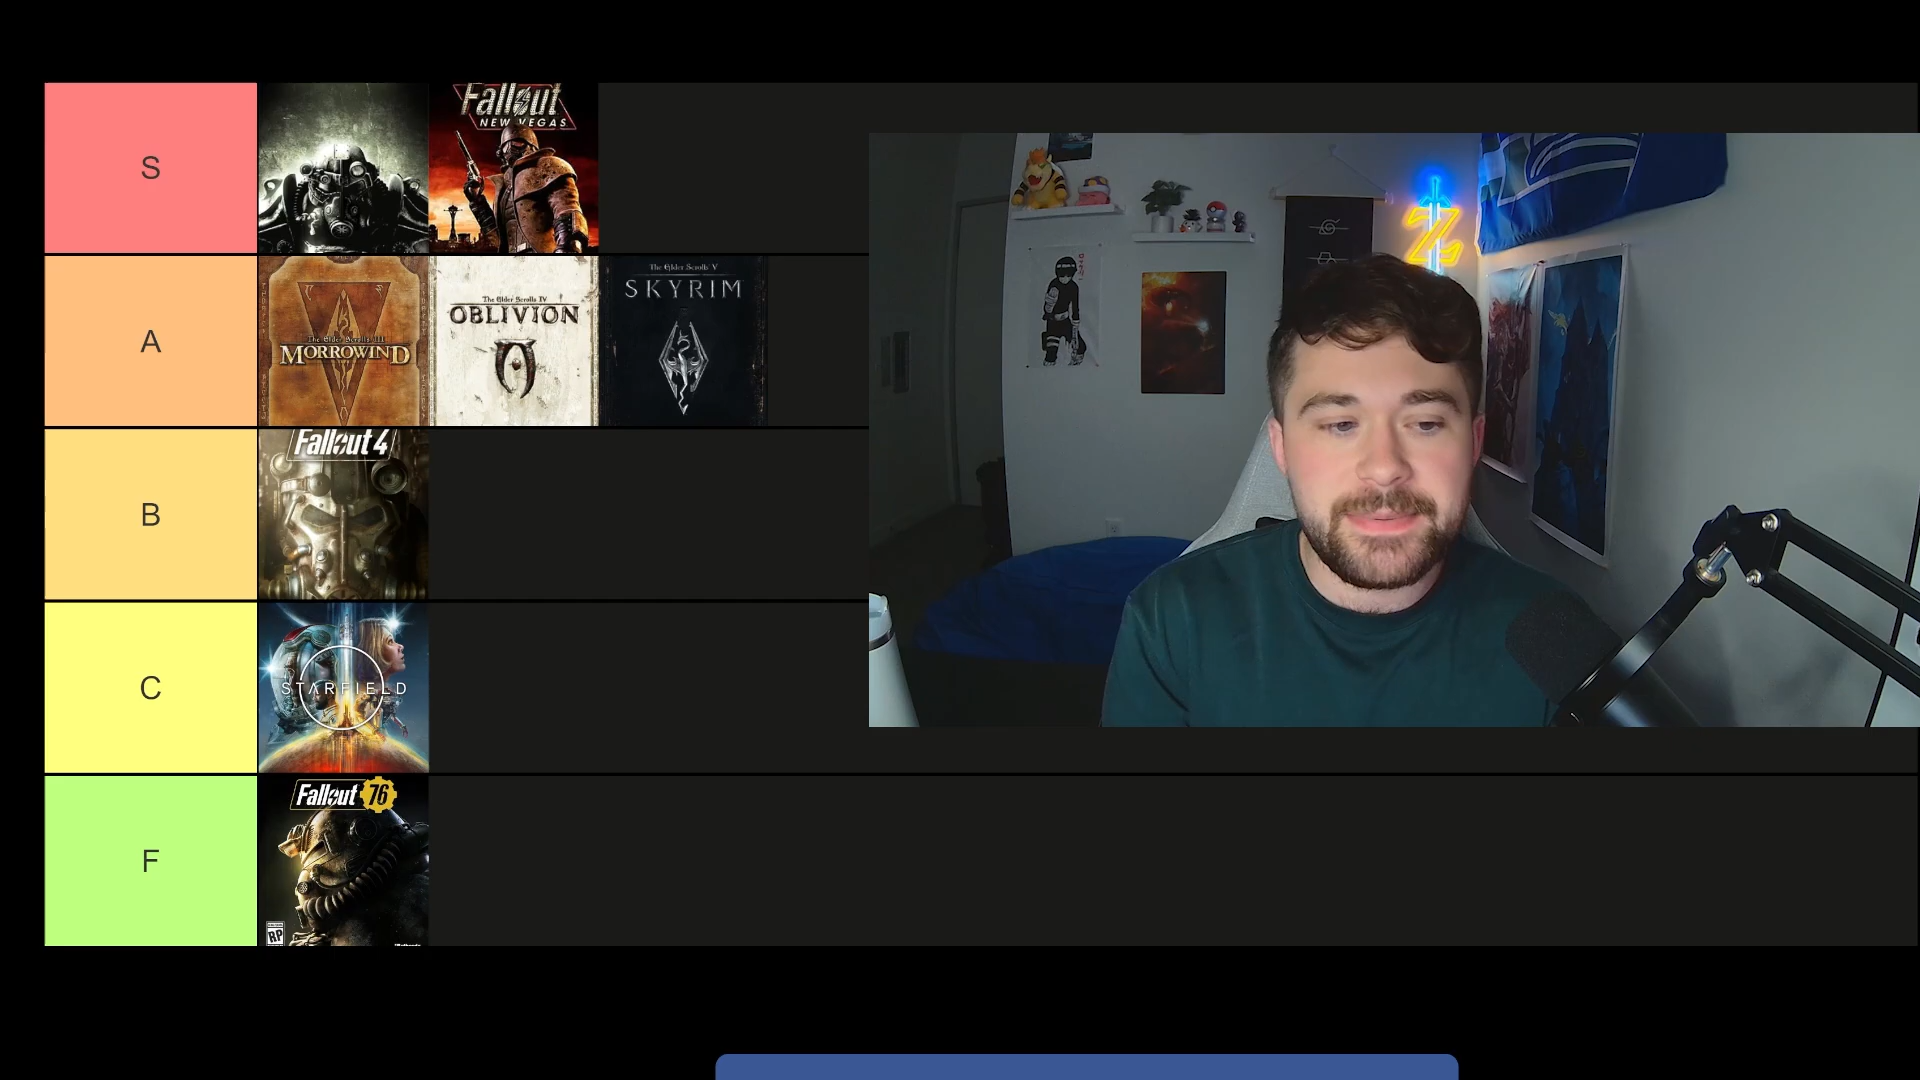 S
Fallout
NEW VEGAS
A
The Elder Scrolls III
MORROWIND
The Elder Scrolls IV
OBLIVION
The Elder Scrolls V
SKYRIM
B
Fallout 4
C
STARFIELD
F
Fallout 76
RP
Z